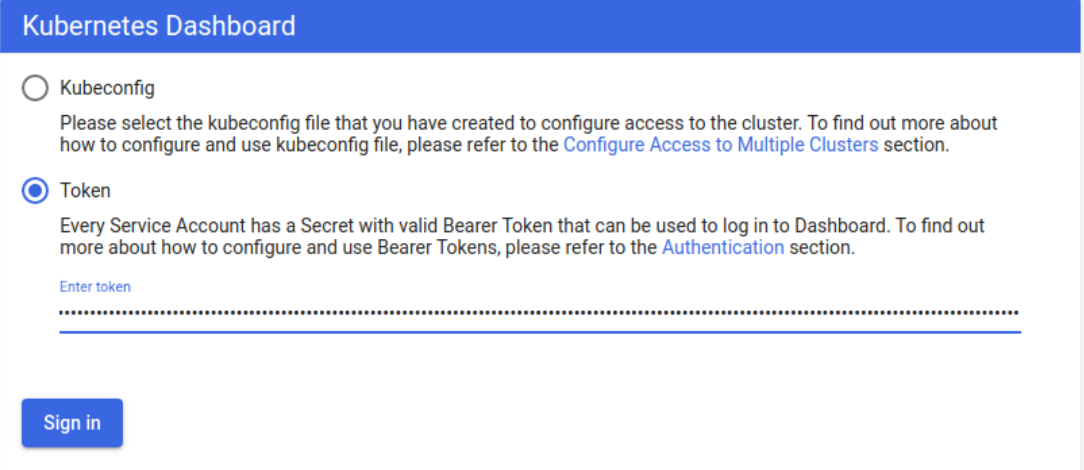 Kubernetes Dashboard
Kubeconfig
Please select the kubeconfig file that you have created to configure access to the cluster. To find out more about
how to configure and use kubeconfig file, please refer to the Configure Access to Multiple Clusters section.
Token
Every Service Account has a Secret with valid Bearer Token that can be used to log in to Dashboard. To find out
more about how to configure and use Bearer Tokens, please refer to the Authentication section.
Enter token
Sign in